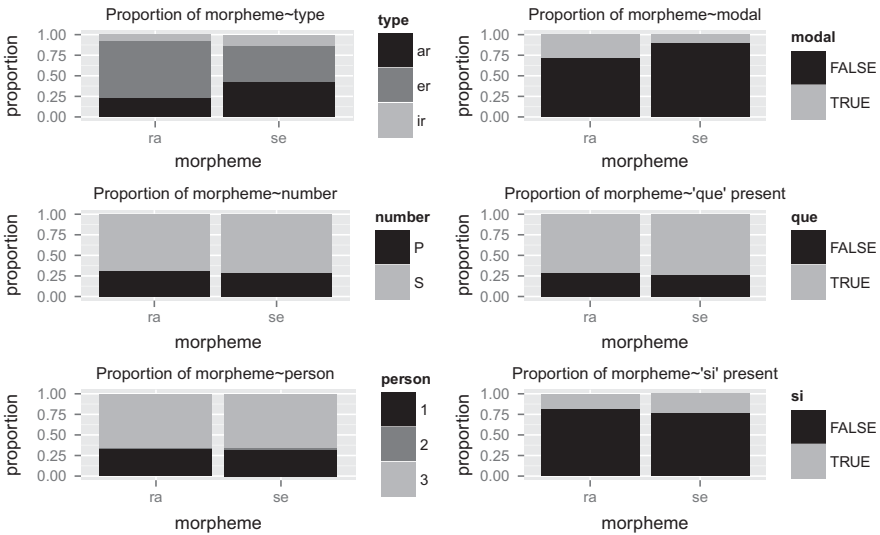 Proportion of morpheme~type
proportion
1.00
0.75
0.50
0.25
0.00
ra se
morpheme
type
ar
er
ir
Proportion of morpheme~modal
proportion
1.00
0.75
0.50
0.25
0.00
ra se
morpheme
modal
FALSE
TRUE
Proportion of morpheme~number
proportion
1.00
0.75
0.50
0.25
0.00
ra se
morpheme
number
P
S
Proportion of morpheme~'que' present
proportion
1.00
0.75
0.50
0.25
0.00
ra se
morpheme
que
FALSE
TRUE
Proportion of morpheme~person
proportion
1.00
0.75
0.50
0.25
0.00
ra se
morpheme
person
1
2
3
Proportion of morpheme~'si' present
proportion
1.00
0.75
0.50
0.25
0.00
ra se
morpheme
si
FALSE
TRUE